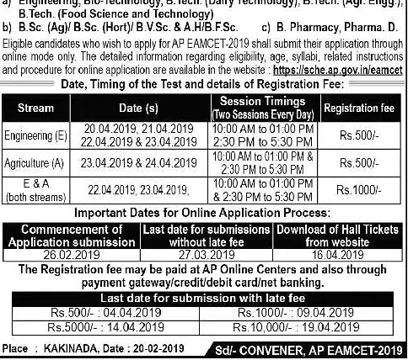 a) Engineering, Bio-Technology, B.Tech. (Dairy Technology), B.Tech. (Agri. Engg.),
B.Tech. (Food Science and Technology)
b) B.Sc. (Ag)/ B.Sc. (Hort)/ B.V.Sc. & A.H/B.F.Sc. c) B. Pharmacy, Pharma. D.
Eligible candidates who wish to apply for AP EAMCET-2019 shall submit their application through
online mode only. The detailed information regarding eligibility, age, syllabi, related instructions
and procedure for online application are available in the website : https://sche.ap.gov.in/eamcet
Date, Timing of the Test and details of Registration Fee:
Stream Date (s) Session Timings (Two Sessions Every Day) Registration fee
Engineering (E) 20.04.2019, 21.04.2019 22.04.2019 & 23.04.2019 10:00 AM to 01:00 PM 2:30 PM to 5:30 PM Rs.500/-
Agriculture (A) 23.04.2019 & 24.04.2019 10:00 AM to 01:00 PM & 2:30 PM to 5:30 PM Rs.500/-
E & A (both streams) 22.04.2019, 23.04.2019, 10:00 AM to 01:00 PM & 2:30 PM to 5:30 PM Rs.1000/-
Important Dates for Online Application Process:
Commencement of Application submission Last date for submissions without late fee Download of Hall Tickets from website
26.02.2019 27.03.2019 16.04.2019
The Registration fee may be paid at AP Online Centers and also through
payment gateway/credit/debit card/net banking.
Last date for submission with late fee
Rs.500/- : 04.04.2019 Rs.1000/- : 09.04.2019
Rs.5000/- : 14.04.2019 Rs.10,000/- : 19.04.2019
Place : KAKINADA, Date : 20-02-2019 Sd/- CONVENER, AP EAMCET-2019